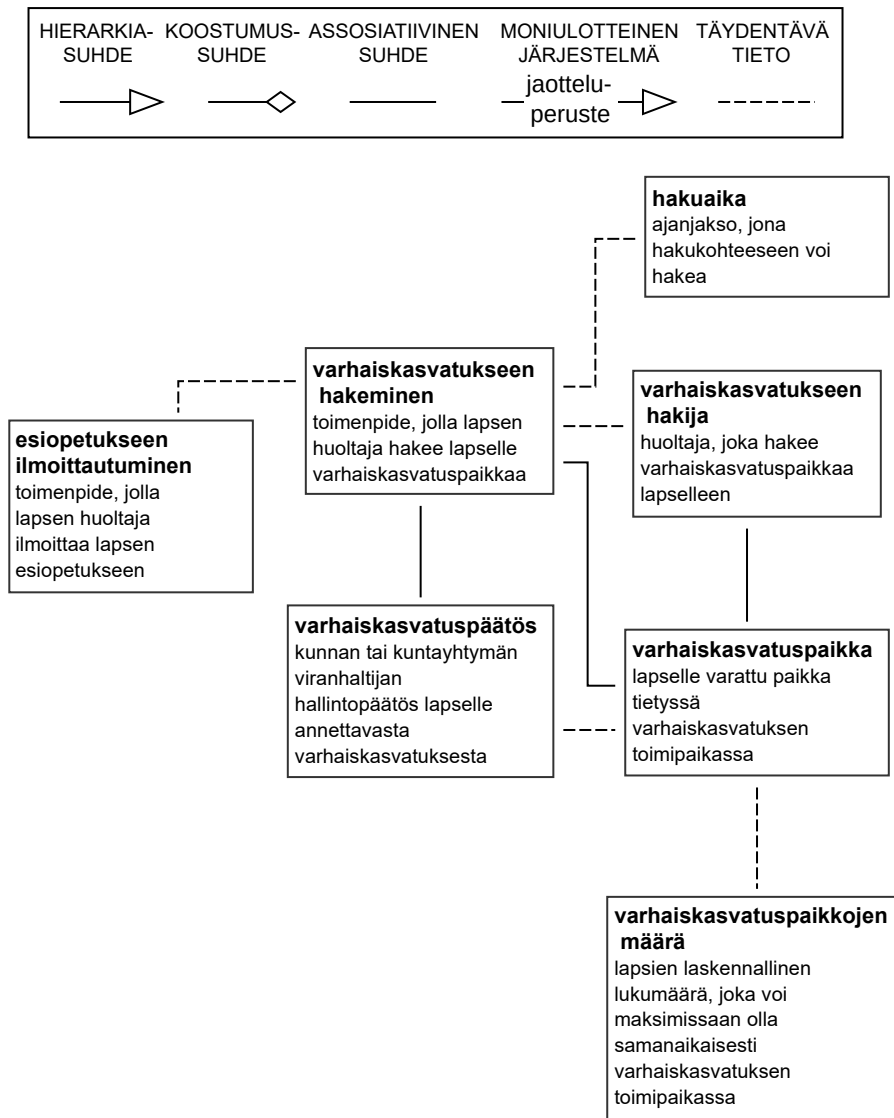 HIERARKIA-
SUHDE
KOOSTUMUS-
SUHDE
ASSOSIATIIVINEN
SUHDE
MONIULOTTEINEN
JÄRJESTELMÄ
jaottelu-
peruste
TÄYDENTÄVÄ
TIETO
hakuaika
ajanjakso, jona
hakukohteeseen voi
hakea
varhaiskasvatukseen
hakeminen
toimenpide, jolla lapsen
huoltaja hakee lapselle
varhaiskasvatuspaikkaa
varhaiskasvatukseen
hakija
huoltaja, joka hakee
varhaiskasvatuspaikkaa
lapselleen
esiopetukseen
ilmoittautuminen
toimenpide, jolla
lapsen huoltaja
ilmoittaa lapsen
esiopetukseen
varhaiskasvatuspäätös
kunnan tai kuntayhtymän
viranhaltijan
hallintopäätös lapselle
annettavasta
varhaiskasvatuksesta
varhaiskasvatuspaikka
lapselle varattu paikka
tietyssä
varhaiskasvatuksen
toimipaikassa
varhaiskasvatuspaikkojen
määrä
lapsien laskennallinen
lukumäärä, joka voi
maksimissaan olla
samanaikaisesti
varhaiskasvatuksen
toimipaikassa